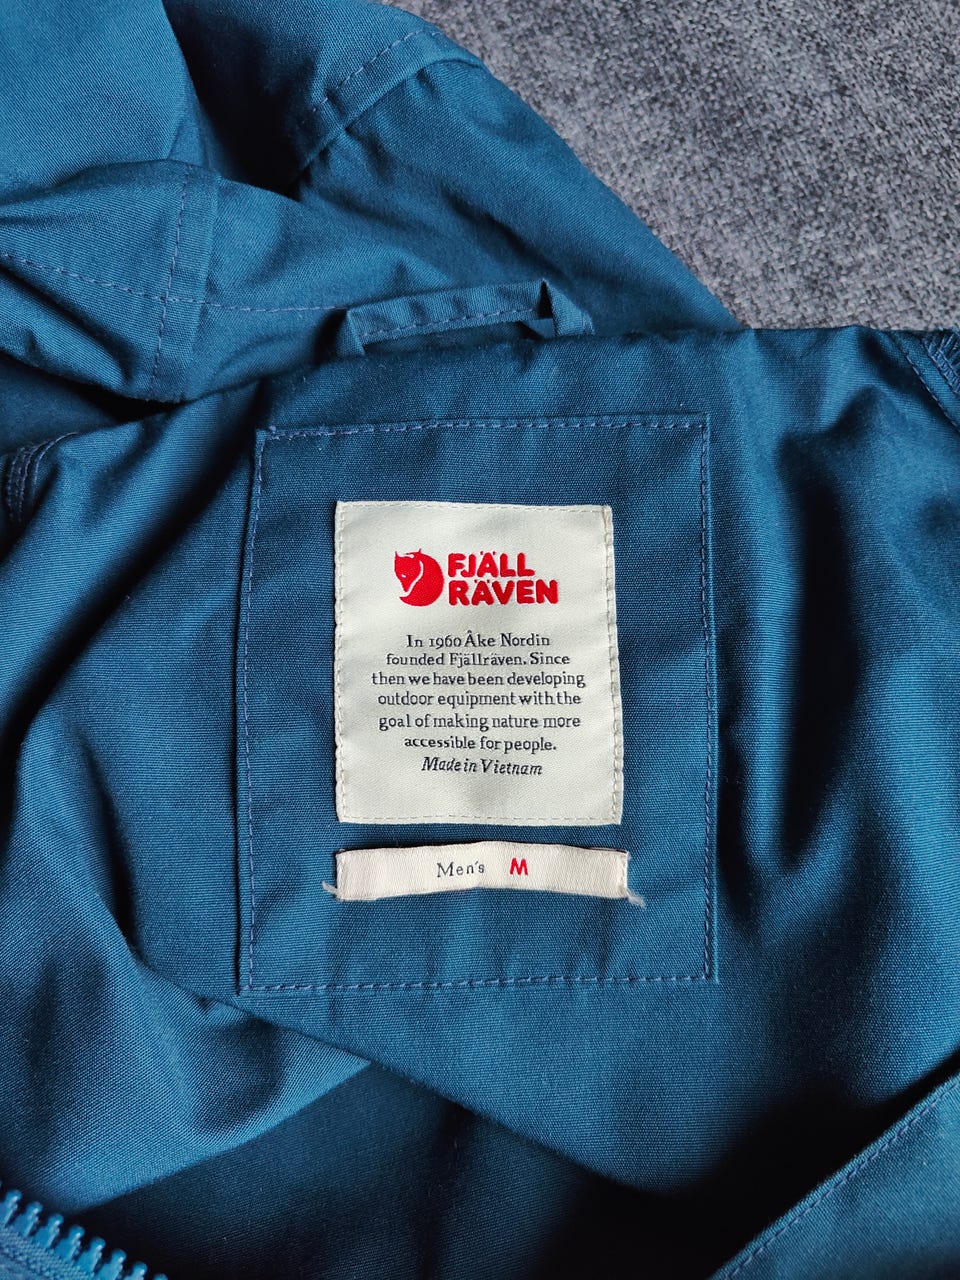 FJÄLL
RÄVEN
In 1960 Åke Nordin
founded Fjällräven. Since
then we have been developing
outdoor equipment with the
goal of making nature more
accessible for people.
Made in Vietnam
Men's M